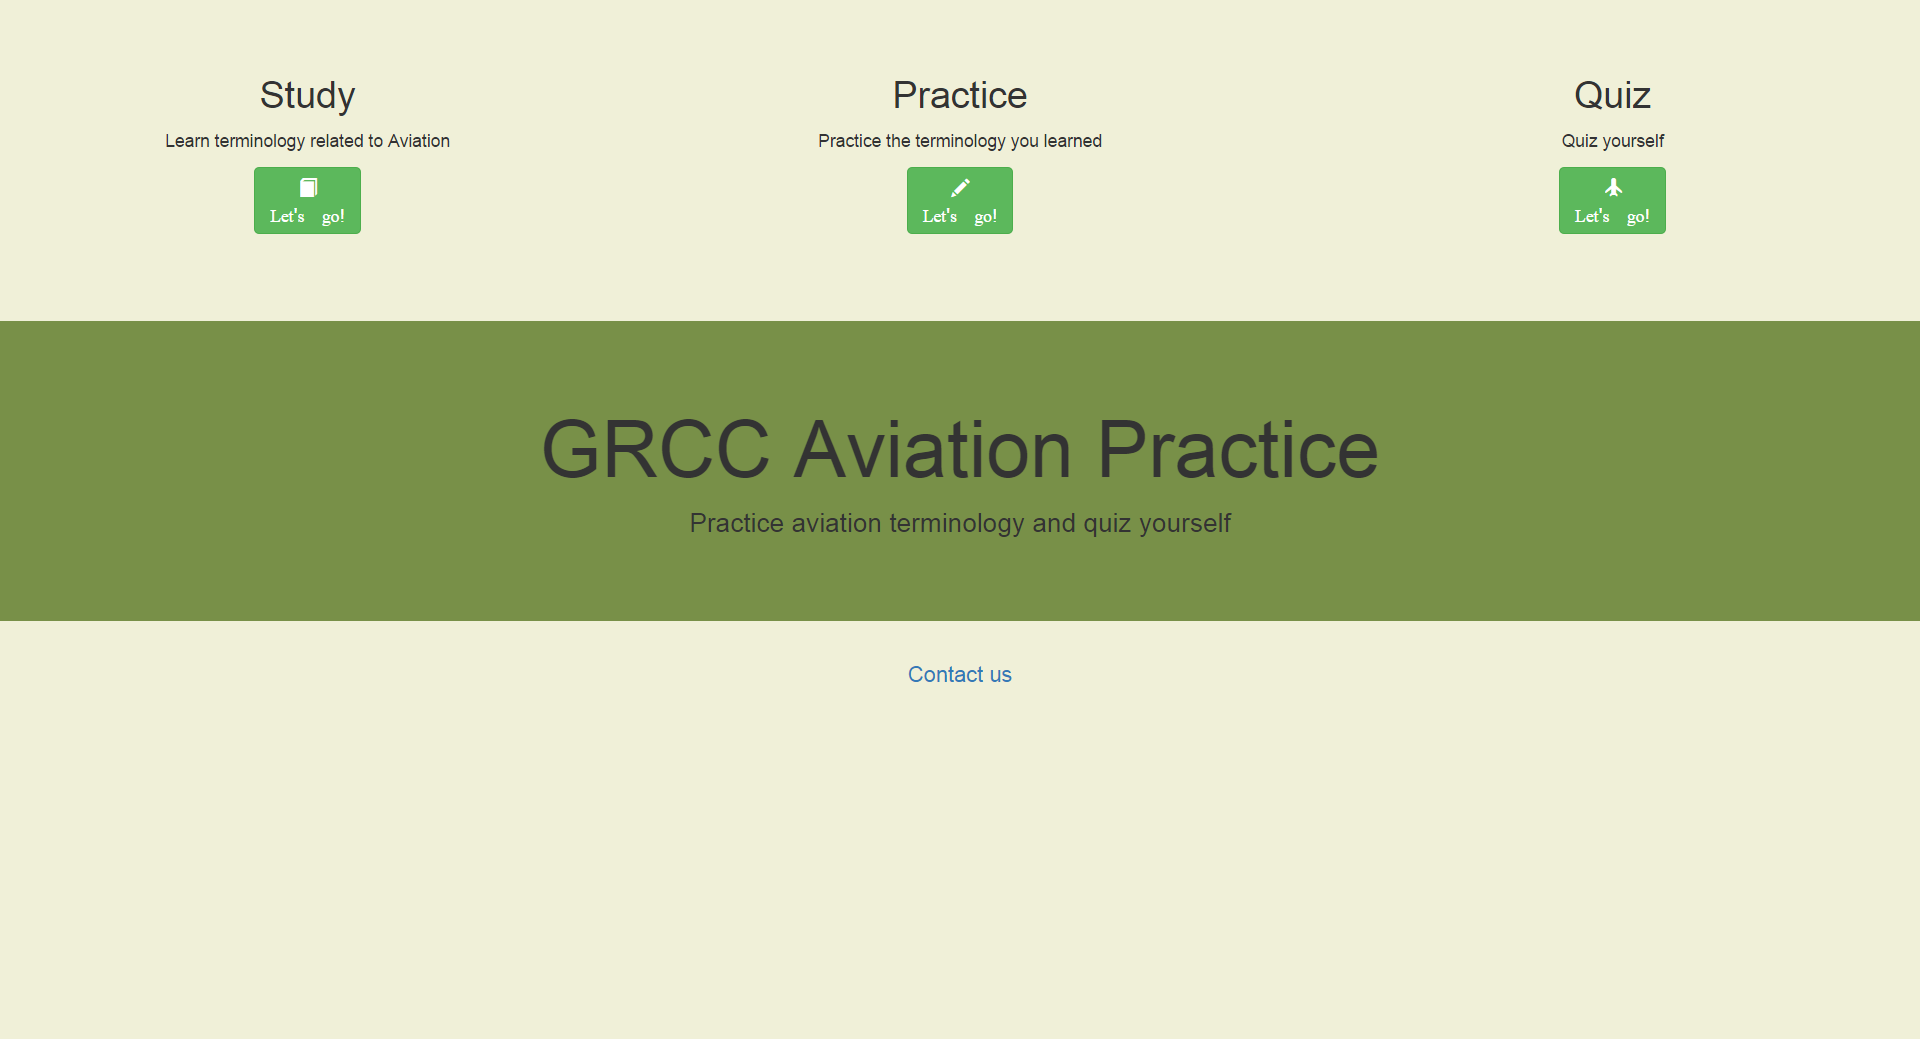 Study
Learn terminology related to Aviation
Let's go!
Practice
Practice the terminology you learned
Let's go!
Quiz
Quiz yourself
Let's go!
GRCC Aviation Practice
Practice aviation terminology and quiz yourself
Contact us